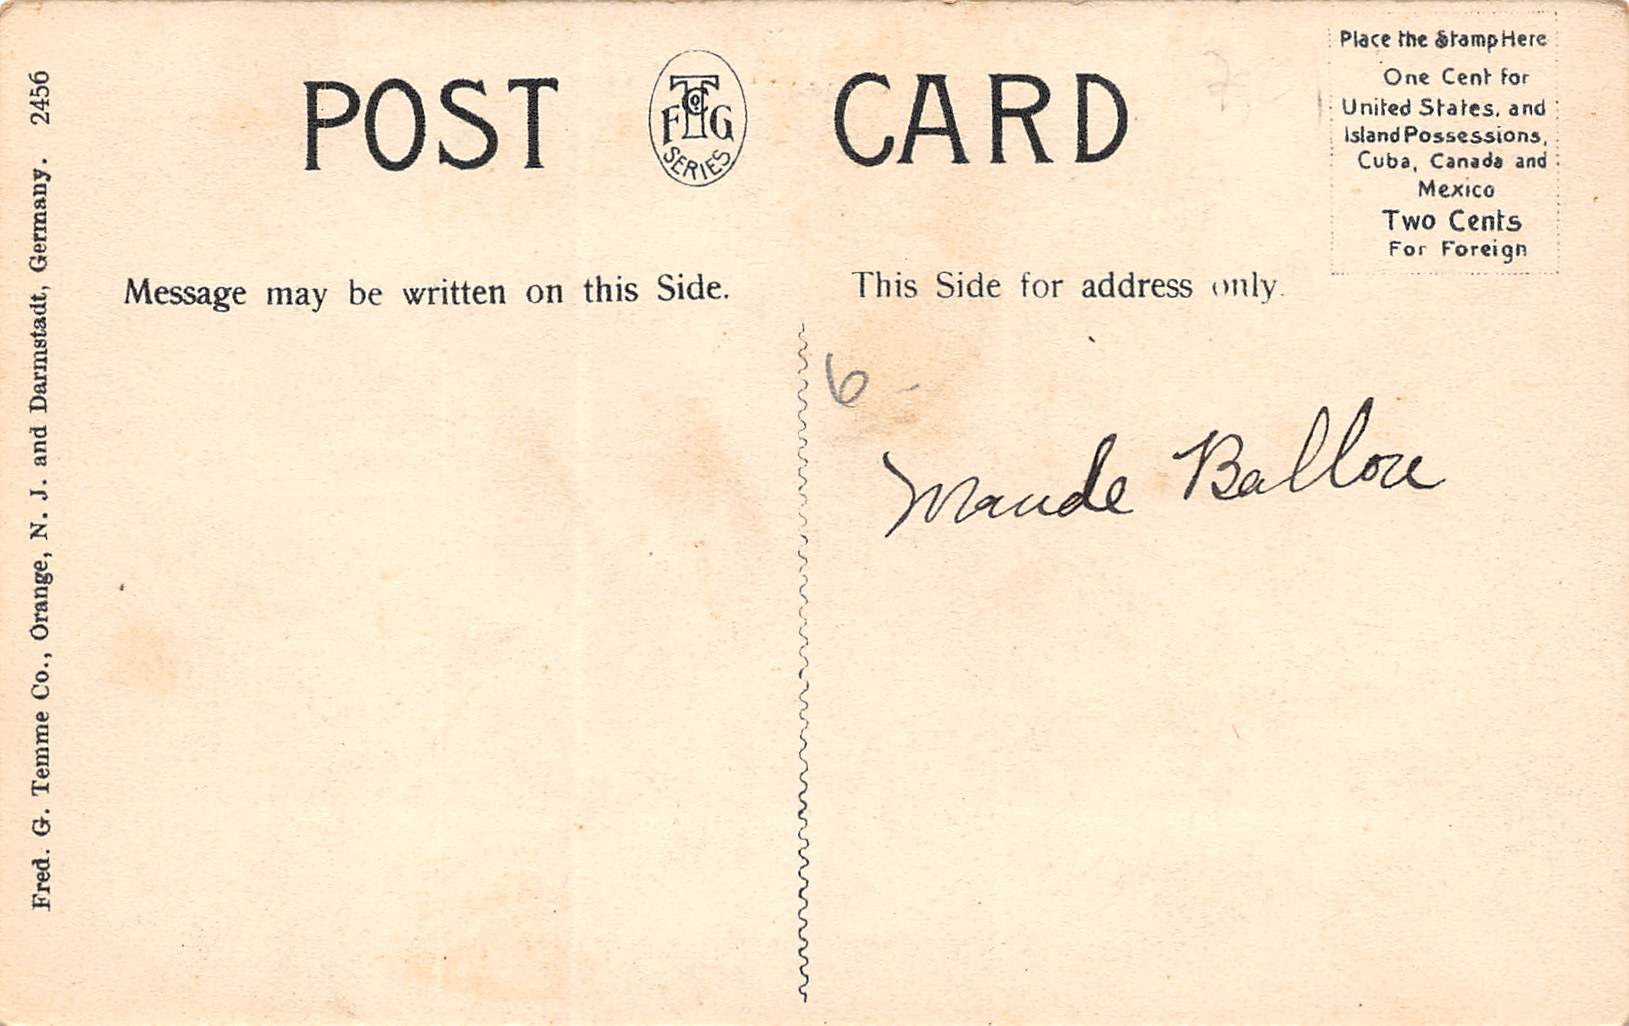 POST CARD
F T G
Co
SERIES
Place the Stamp Here
One Cent for
United States, and
Island Possessions,
Cuba, Canada and
Mexico
Two Cents
For Foreign
Message may be written on this Side.
This Side for address only.
6 -
Maude Ballou
Fred. G. Temme Co., Orange, N. J. and Darmstadt, Germany. 2456